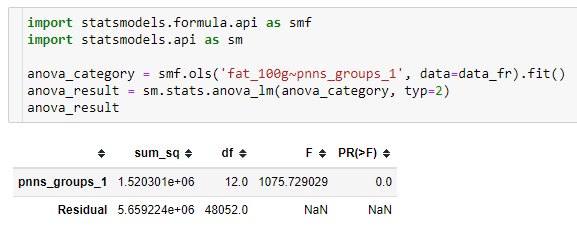 import statsmodels.formula.api as smf
import statsmodels.api as sm
anova_category = smf.ols('fat_100g~pnns_groups_1', data=data_fr).fit()
anova_result = sm.stats.anova_lm(anova_category, typ=2)
anova_result
sum_sq df F PR(>F)
pnns_groups_1 1.520301e+06 12.0 1075.729029 0.0
Residual 5.659224e+06 48052.0 NaN NaN